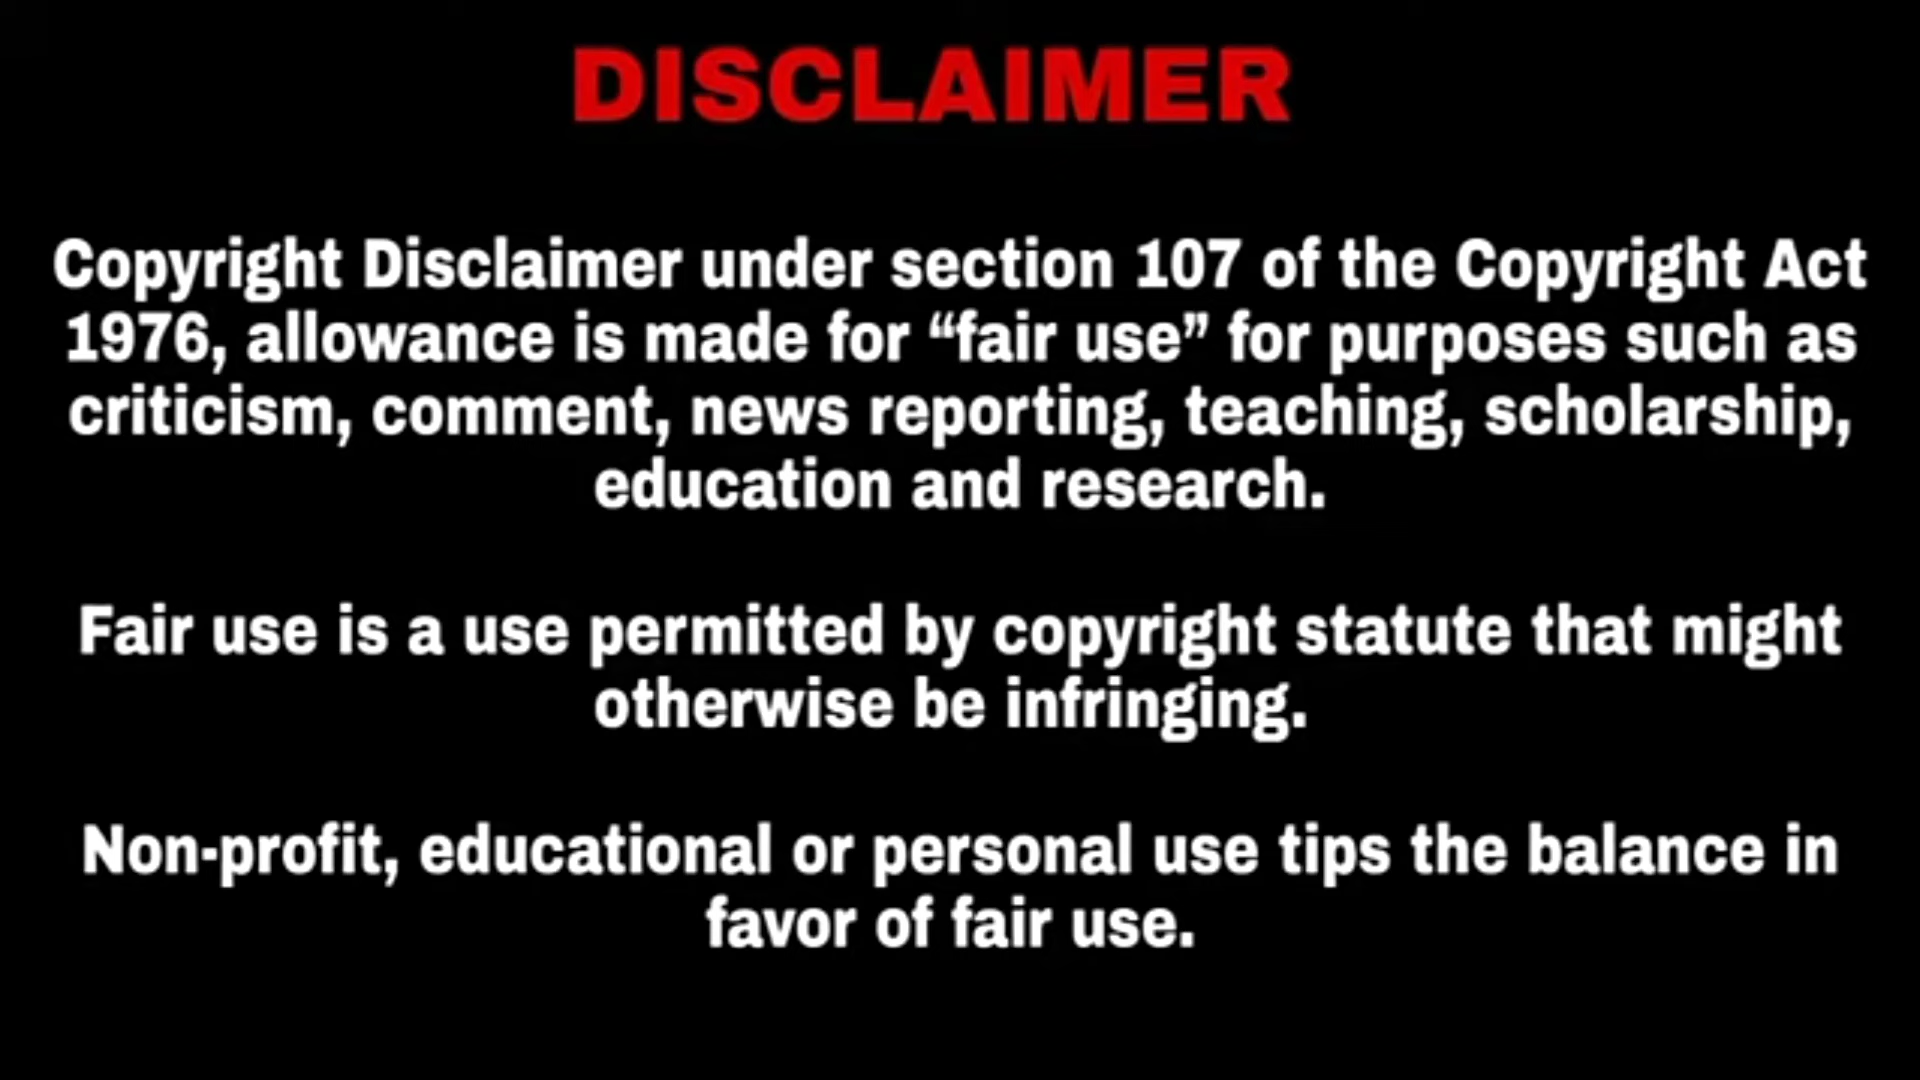 DISCLAIMER
Copyright Disclaimer under section 107 of the Copyright Act
1976, allowance is made for “fair use” for purposes such as
criticism, comment, news reporting, teaching, scholarship,
education and research.
Fair use is a use permitted by copyright statute that might
otherwise be infringing.
Non-profit, educational or personal use tips the balance in
favor of fair use.